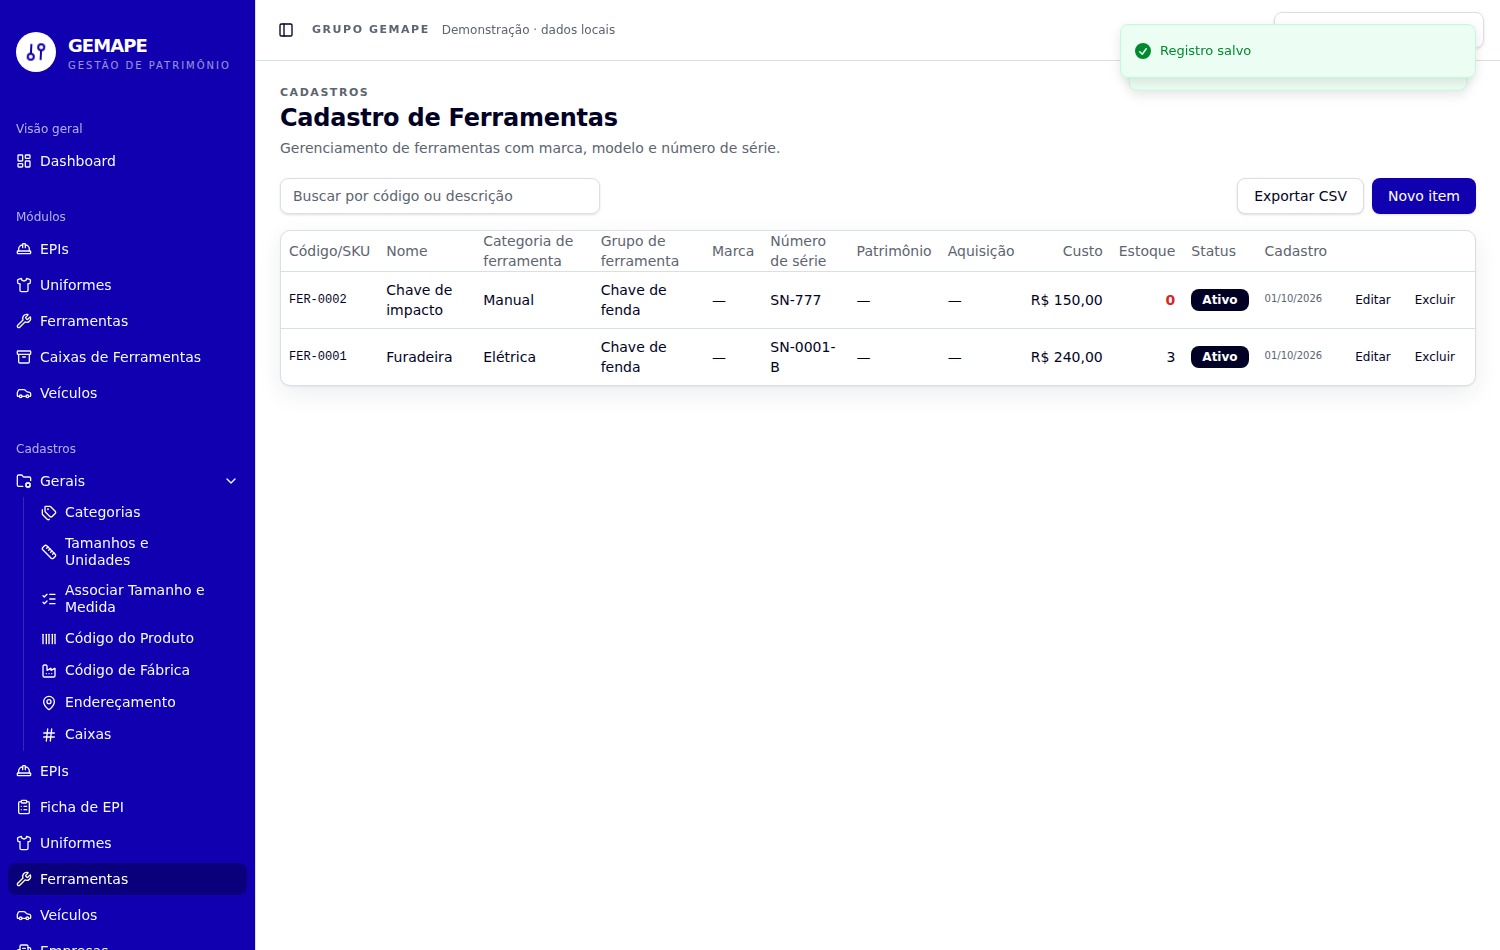 GEMAPE
GESTÃO DE PATRIMÔNIO
Visão geral
Dashboard
Módulos
EPIs
Uniformes
Ferramentas
Caixas de Ferramentas
Veículos
Cadastros
Gerais
Categorias
Tamanhos e
Unidades
Associar Tamanho e
Medida
Código do Produto
Código de Fábrica
Endereçamento
Caixas
EPIs
Ficha de EPI
Uniformes
Ferramentas
Veículos
Empresas
GRUPO GEMAPE Demonstração · dados locais
Registro salvo
CADASTROS
Cadastro de Ferramentas
Gerenciamento de ferramentas com marca, modelo e número de série.
Buscar por código ou descrição
Exportar CSV
Novo item
Código/SKU Nome Categoria de ferramenta Grupo de ferramenta Marca Número de série Patrimônio Aquisição Custo Estoque Status Cadastro
FER-0002 Chave de impacto Manual Chave de fenda — SN-777 — — R$ 150,00 0 Ativo 01/10/2026 Editar Excluir
FER-0001 Furadeira Elétrica Chave de fenda — SN-0001-B — — R$ 240,00 3 Ativo 01/10/2026 Editar Excluir